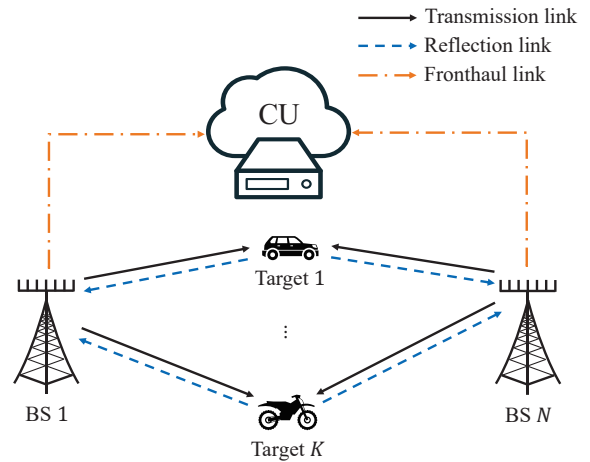 Transmission link
Reflection link
Fronthaul link
CU
Target 1
⋮
BS 1
BS N
Target K